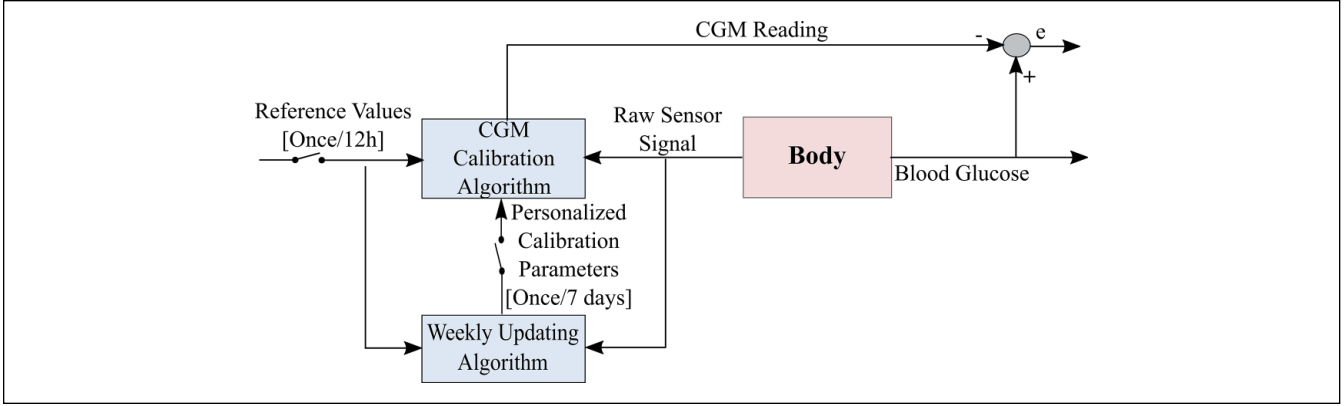 CGM Reading
-
e
+
Reference Values
[Once/12h]
CGM
Calibration
Algorithm
Raw Sensor
Signal
Body
Blood Glucose
Personalized
Calibration
Parameters
[Once/7 days]
Weekly Updating
Algorithm